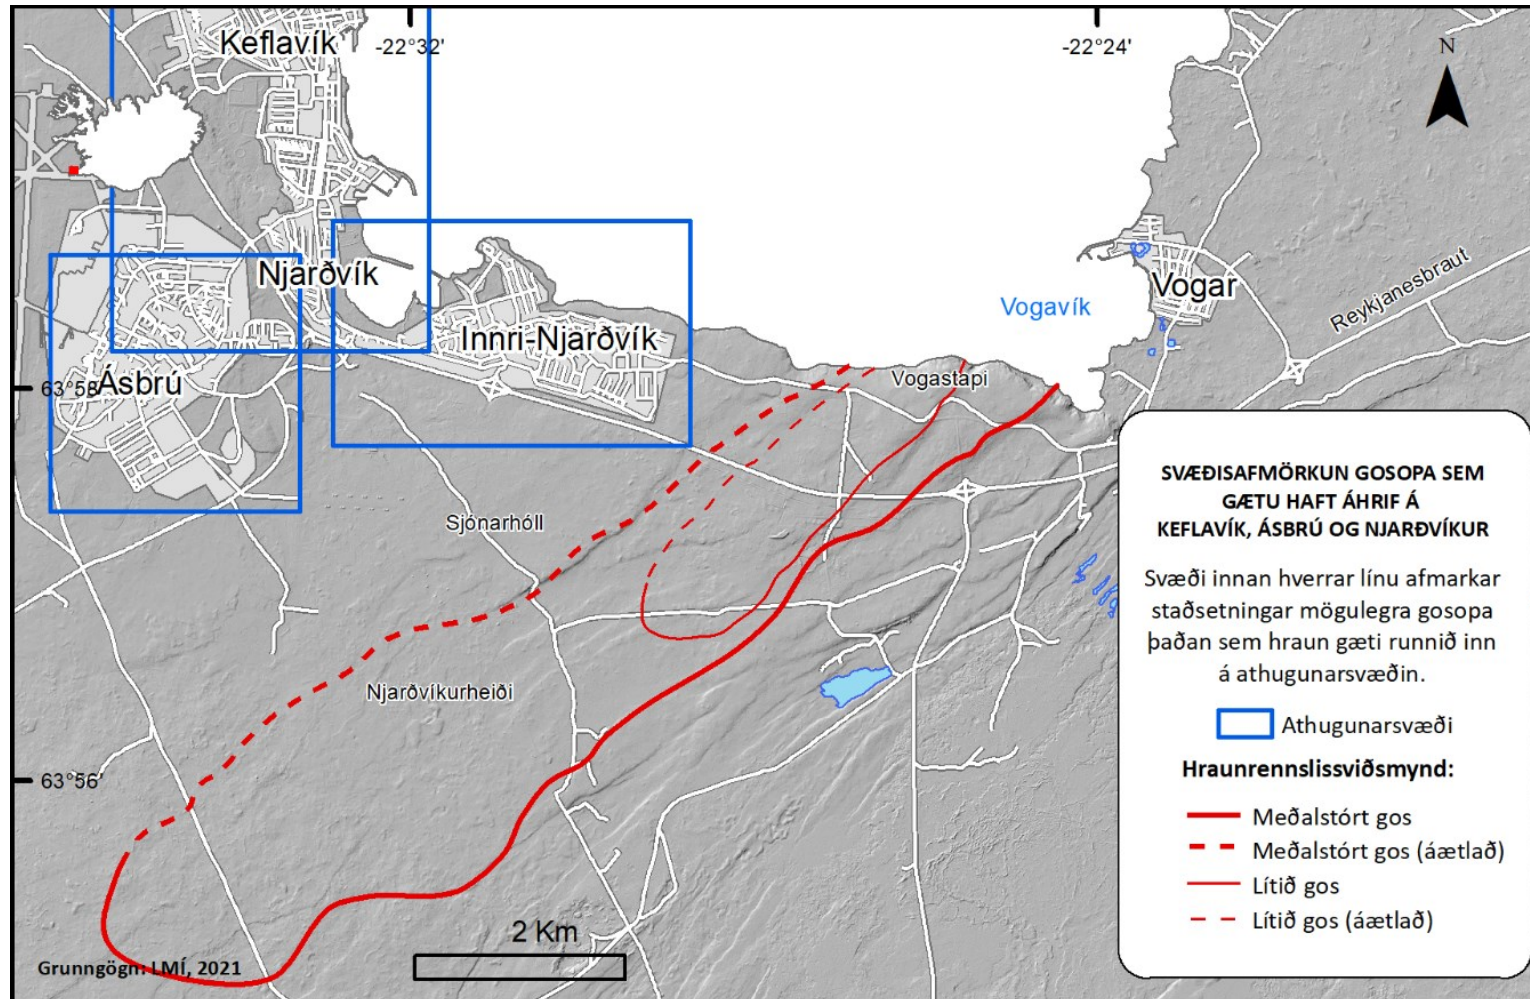 Keflavík
-22°32'
-22°24'
N
Njarðvík
Innri-Njarðvík
Vogavík
Vogar
Reykjanesbraut
63°58'
Ásbrú
Vogastapi
Sjónarhóll
Njarðvíkurheiði
63°56'
2 Km
Grunngögn: LMÍ, 2021
SVÆÐISAFMÖRKUN GOSOPA SEM
GÆTU HAFT ÁHRIF Á
KEFLAVÍK, ÁSBRÚ OG NJARÐVÍKUR
Svæði innan hverrar línu afmarkar
staðsetningar mögulegra gosopa
þaðan sem hraun gæti runnið inn
á athugunarsvæðin.
Athugunarsvæði
Hraunrennslissviðsmynd:
Meðalstórt gos
Meðalstórt gos (áætlað)
Lítið gos
Lítið gos (áætlað)